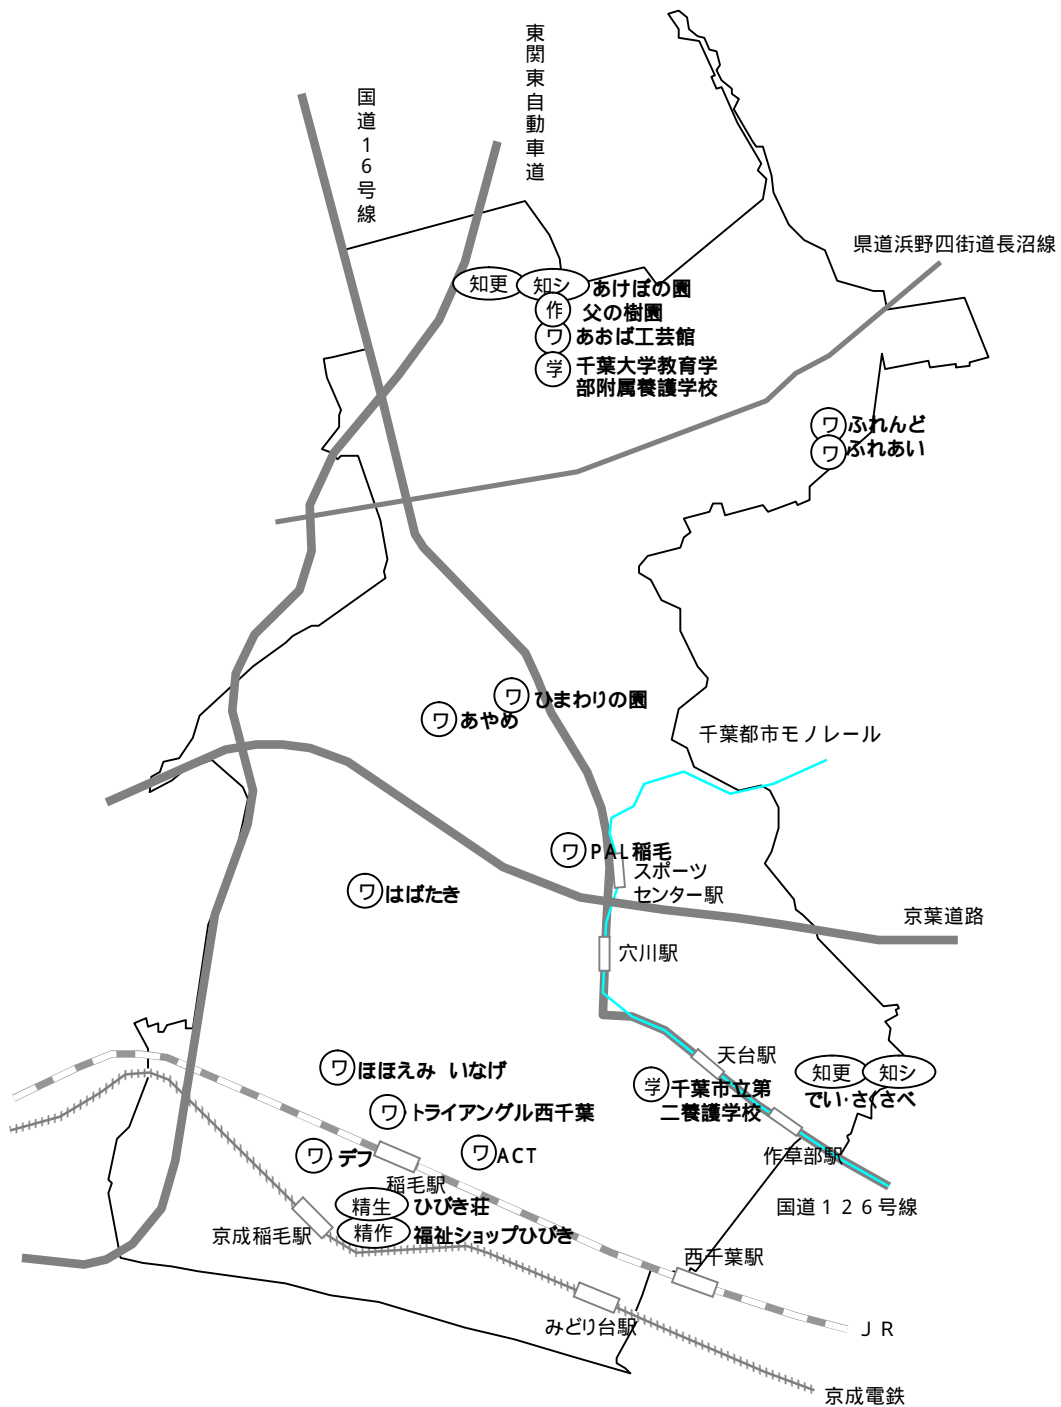 東関東自動車道
国道16号線
県道浜野四街道長沼線
知更
知シ
あけぼの園
作
父の樹園
ワ
あおば工芸館
学
千葉大学教育学
部附属養護学校
ワ
ふれんど
ワ
ふれあい
ワ
ひまわりの園
ワ
あやめ
千葉都市モノレール
ワ
PAL稲毛
スポーツ
センター駅
ワ
はばたき
京葉道路
穴川駅
天台駅
知更
知シ
でい・さくさべ
ワ
ほほえみ いなげ
学
千葉市立第
二養護学校
ワ
トライアングル西千葉
ワ
デフ
ワ
ACT
作草部駅
稲毛駅
精生
ひびき荘
国道126号線
京成稲毛駅
精作
福祉ショップひびき
西千葉駅
みどり台駅
JR
京成電鉄